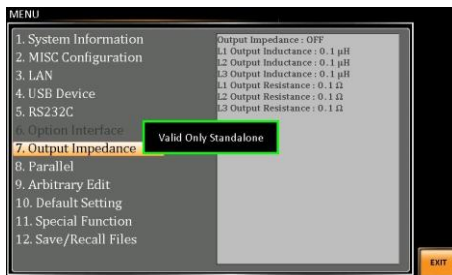 MENU
1. System Information
2. MISC Configuration
3. LAN
4. USB Device
5. RS232C
6. Option Interface
7. Output Impedance
8. Parallel
9. Arbitrary Edit
10. Default Setting
11. Special Function
12. Save/Recall Files
Output Impedance : OFF
L1 Output Inductance : 0.1 µH
L2 Output Inductance : 0.1 µH
L3 Output Inductance : 0.1 µH
L1 Output Resistance : 0.1 Ω
L2 Output Resistance : 0.1 Ω
L3 Output Resistance : 0.1 Ω
Valid Only Standalone
EXIT